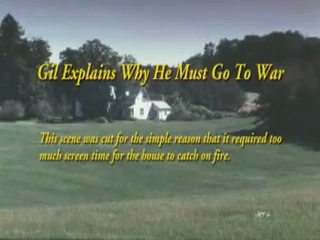 Gil Explains Why He Must Go To War
This scene was cut for the simple reason that it required too
much screen time for the house to catch on fire.